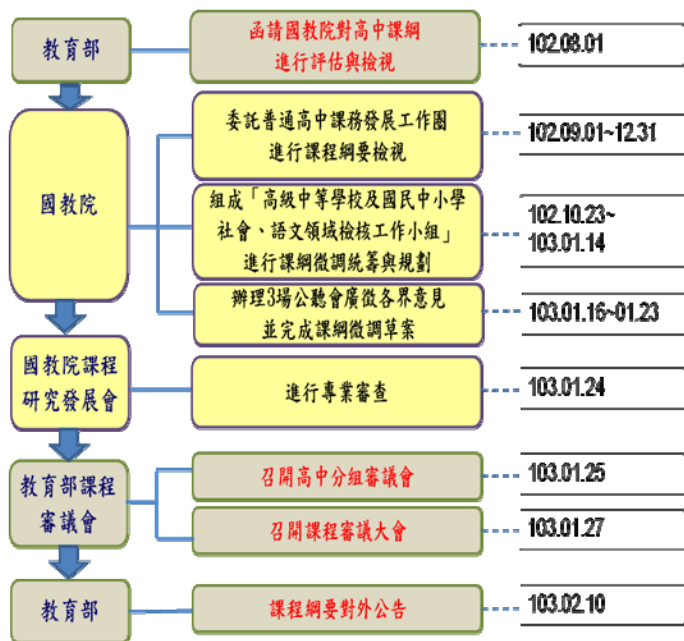 教育部
函請國教院對高中課綱
進行評估與檢視
102.08.01
國教院
委託普通高中課務發展工作圈
進行課程綱要檢視
102.09.01~12.31
組成「高級中等學校及國民中小學
社會、語文領域檢核工作小組」
進行課綱微調統籌與規劃
102.10.23~
103.01.14
辦理3場公聽會廣徵各界意見
並完成課綱微調草案
103.01.16~01.23
國教院課程
研究發展會
進行專業審查
103.01.24
教育部課程
審議會
召開高中分組審議會
103.01.25
召開課程審議大會
103.01.27
教育部
課程綱要對外公告
103.02.10